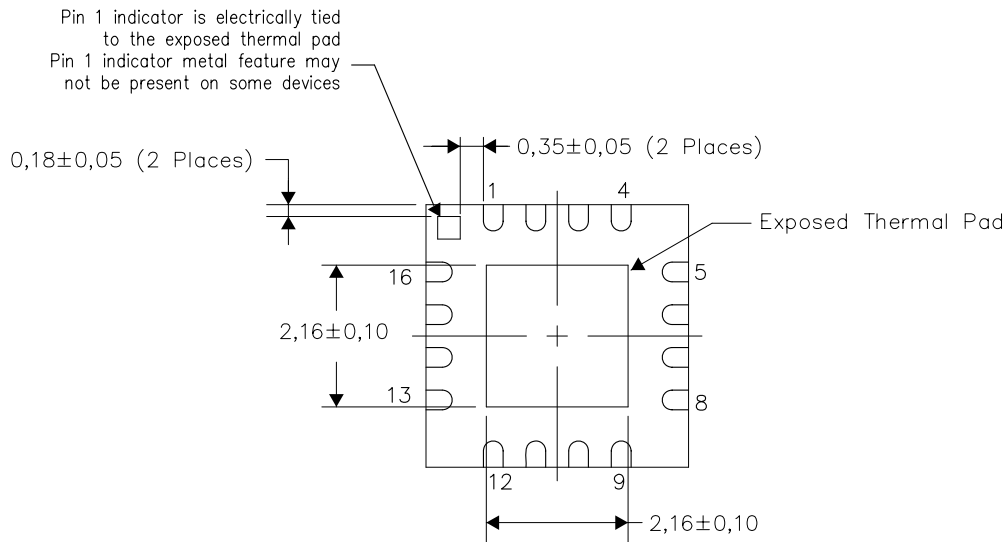 Pin 1 indicator is electrically tied
to the exposed thermal pad
Pin 1 indicator metal feature may
not be present on some devices
0,18±0,05 (2 Places)
0,35±0,05 (2 Places)
1
4
Exposed Thermal Pad
16
5
2,16±0,10
13
8
12
9
2,16±0,10